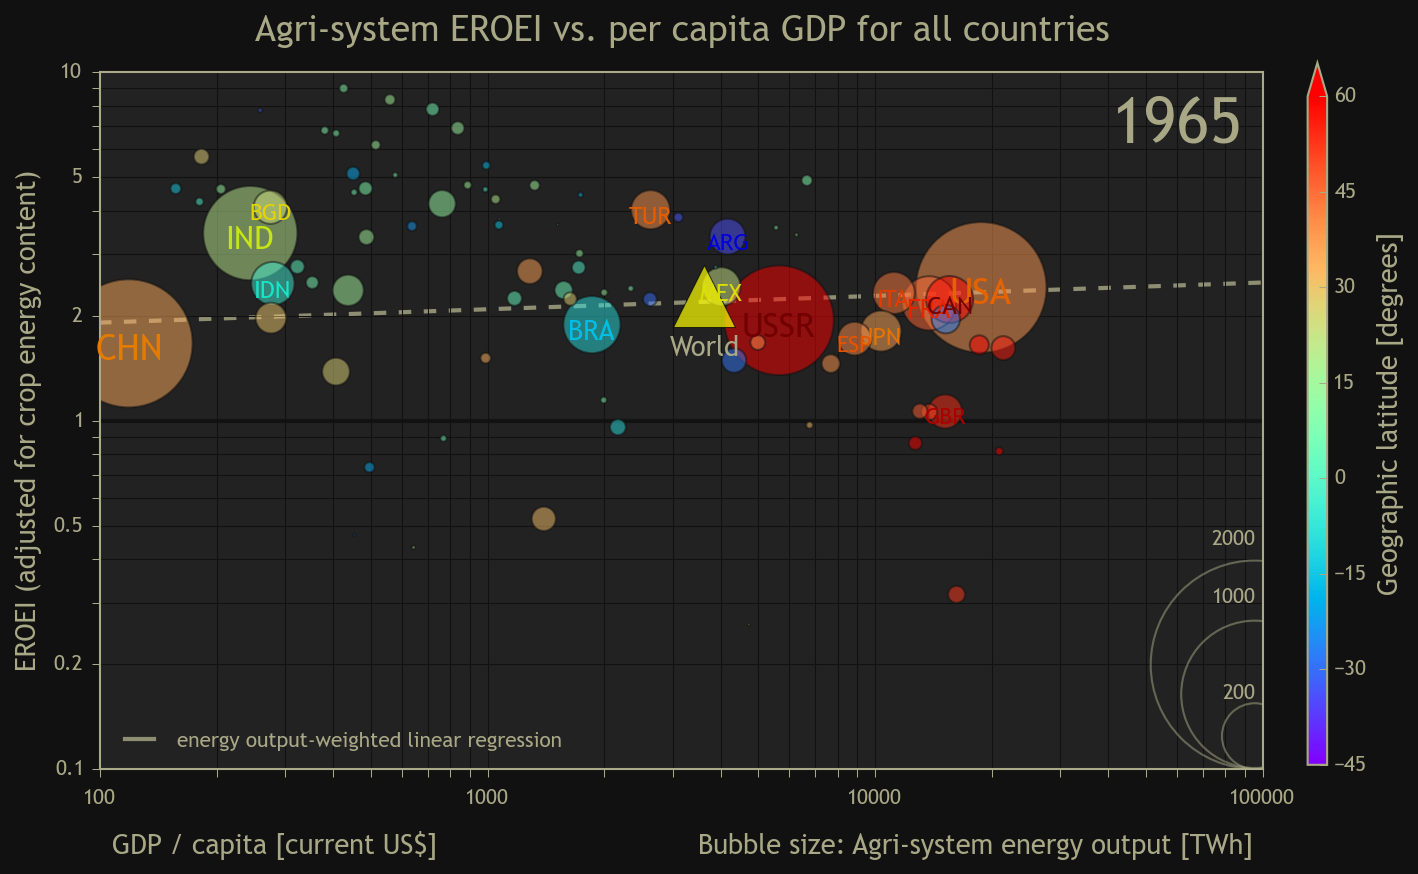 Agri-system EROEI vs. per capita GDP for all countries
1965
EROEI (adjusted for crop energy content)
10
5
2
1
0.5
0.2
0.1
BGD
IND
IDN
CHN
TUR
ARG
BRA
World
USSR
USA
CAN
ESP
JPN
GBR
2000
1000
200
energy output-weighted linear regression
100
1000
10000
100000
GDP / capita [current US$]
Bubble size: Agri-system energy output [TWh]
60
45
30
15
0
−15
−30
−45
Geographic latitude [degrees]